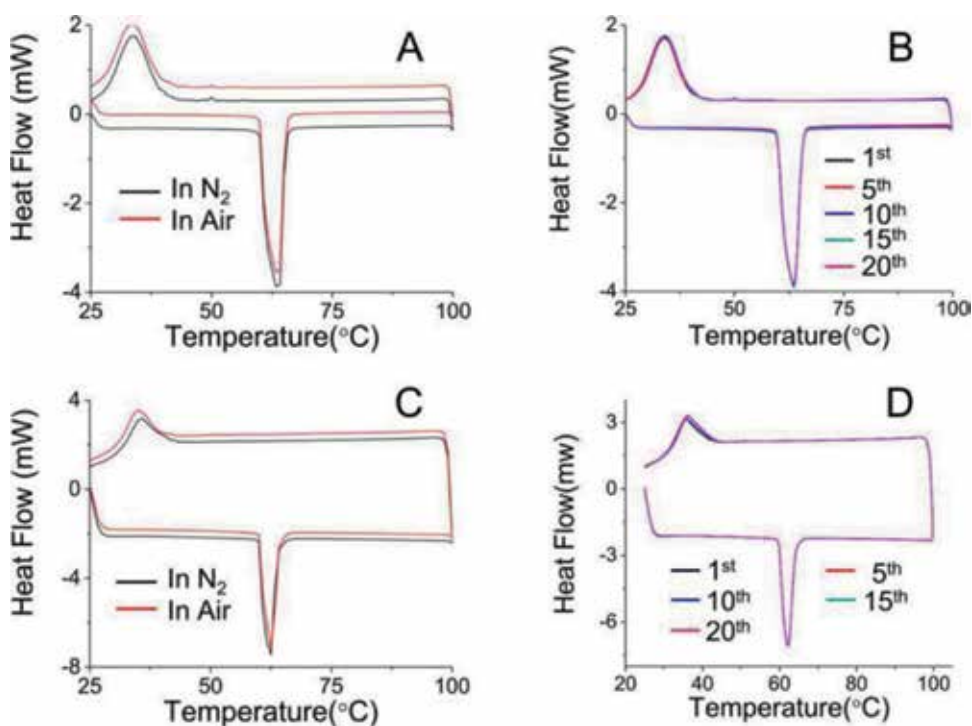 A
Heat Flow (mW)
2
0
-2
-4
In N2
In Air
25
50
75
100
Temperature(°C)
B
Heat Flow(mW)
2
0
-2
-4
1st
5th
10th
15th
20th
25
50
75
100
Temperature(°C)
C
Heat Flow (mW)
4
0
-4
-8
In N2
In Air
25
50
75
100
Temperature(°C)
D
Heat Flow(mw)
3
0
-3
-6
1st 5th
10th 15th
20th
20
40
60
80
100
Temperature(°C)